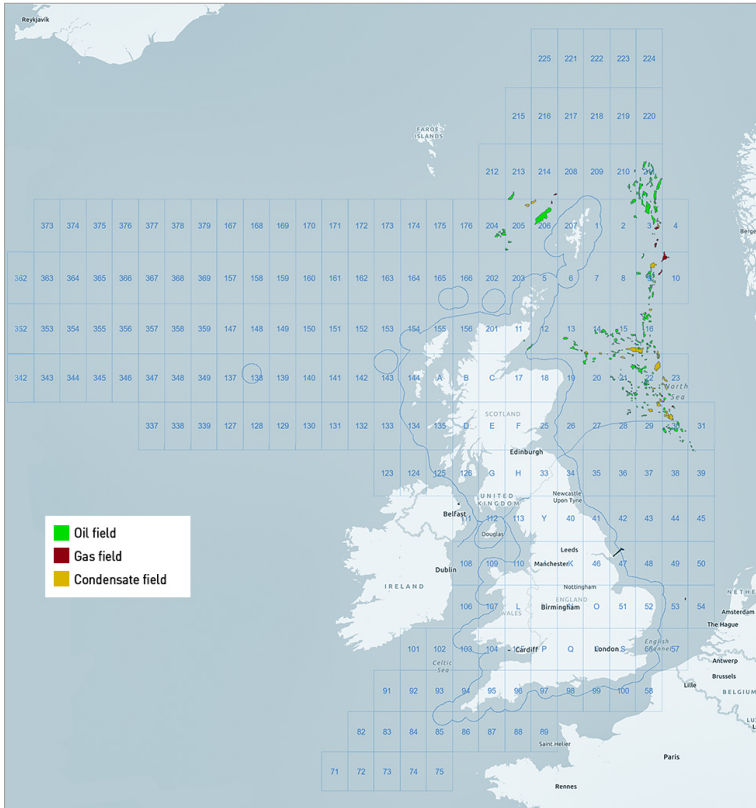 Reykjavík
225 221 222 223 224
215 216 217 218 219 220
FAROE
ISLANDS
212 213 214 208 209 210
373 374 375 376 377 378 379 167 168 169 170 171 172 173 174 175 176 204 205 206 207 1 2 3 4
Berge
362 363 364 365 366 367 368 369 157 158 159 160 161 162 163 164 165 166 202 203 5 6 7 8 10
352 353 354 355 356 357 358 359 147 148 149 150 151 152 153 154 155 156 201 11 12 13 14 15 16
342 343 344 345 346 347 348 349 137 138 139 140 141 142 143 144 A B C 17 18 19 20 21 22 23
North
Sea
SCOTLAND
337 338 339 127 128 129 130 131 132 133 134 135 D E F 25 26 27 28 29 30 31
Edinburgh
123 124 125 126 G H 33 34 35 36 37 38 39
UNITED
KINGDOM
Newcastle
Upon Tyne
Belfast
111 112 113 Y 40 41 42 43 44 45
Douglas
Oil field
Gas field
Condensate field
Leeds
Dublin
108 109 110 Manchester K 46 47 48 49 50
IRELAND
Nottingham
NETHE
ENGLAND
WALES
106 107 L Birmingham O 51 52 53 54
Amsterdam
The Hague
101 102 103 104 Cardiff P Q London S 57
English
Channel
Celtic
Sea
Antwerp
Brussels
Lille
BELGIUM
91 92 93 94 95 96 97 98 99 100 58
LU
82 83 84 85 86 87 88 89
Saint Helier
Paris
71 72 73 74 75
Rennes